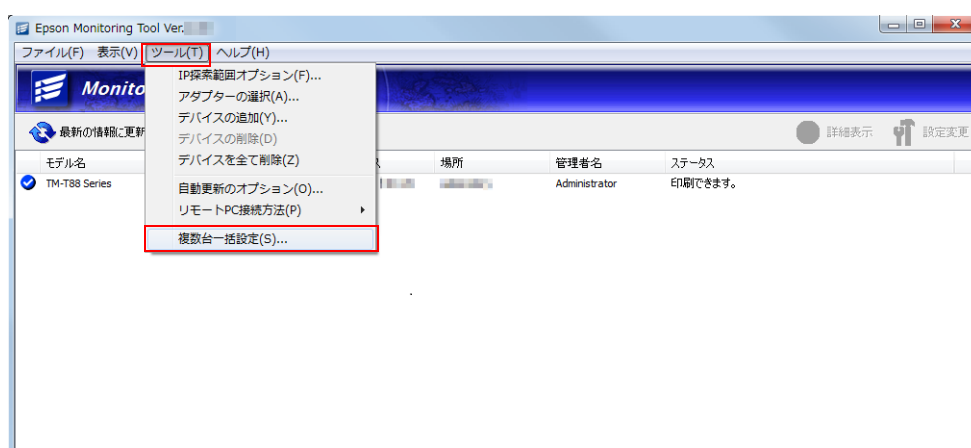 Epson Monitoring Tool Ver.
ファイル(F) 表示(V) ツール(T) ヘルプ(H)
Monito
IP探索範囲オプション(F)...
アダプターの選択(A)...
デバイスの追加(Y)...
デバイスの削除(D)
デバイスを全て削除(Z)
自動更新のオプション(O)...
リモートPC接続方法(P)
複数台一括設定(S)...
最新の情報に更新
詳細表示 設定変更
モデル名 ス 場所 管理者名 ステータス
TM-T88 Series Administrator 印刷できます。